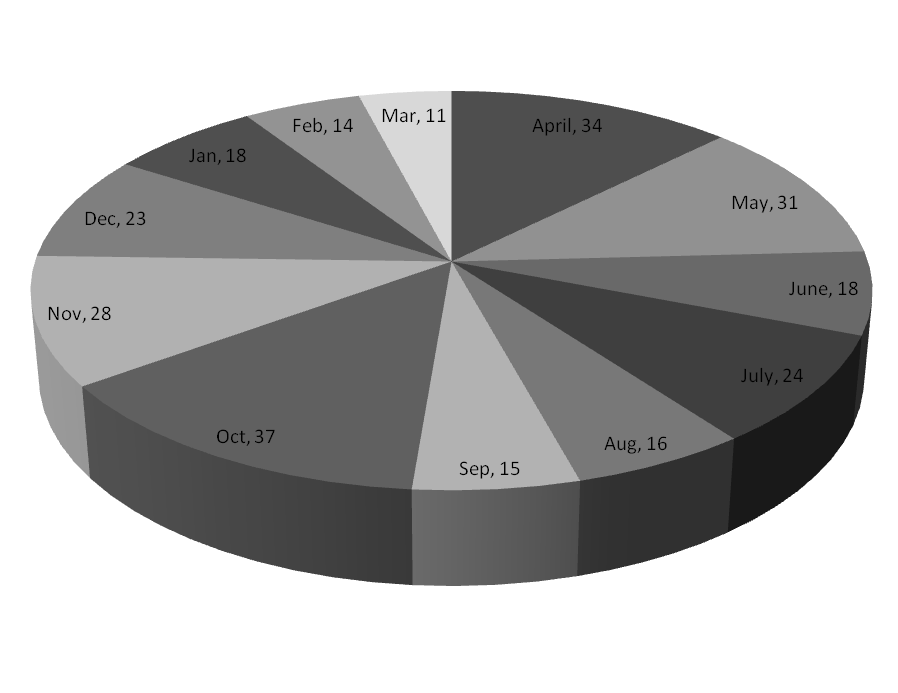 Mar, 11
April, 34
Feb, 14
Jan, 18
May, 31
Dec, 23
June, 18
Nov, 28
July, 24
Oct, 37
Aug, 16
Sep, 15